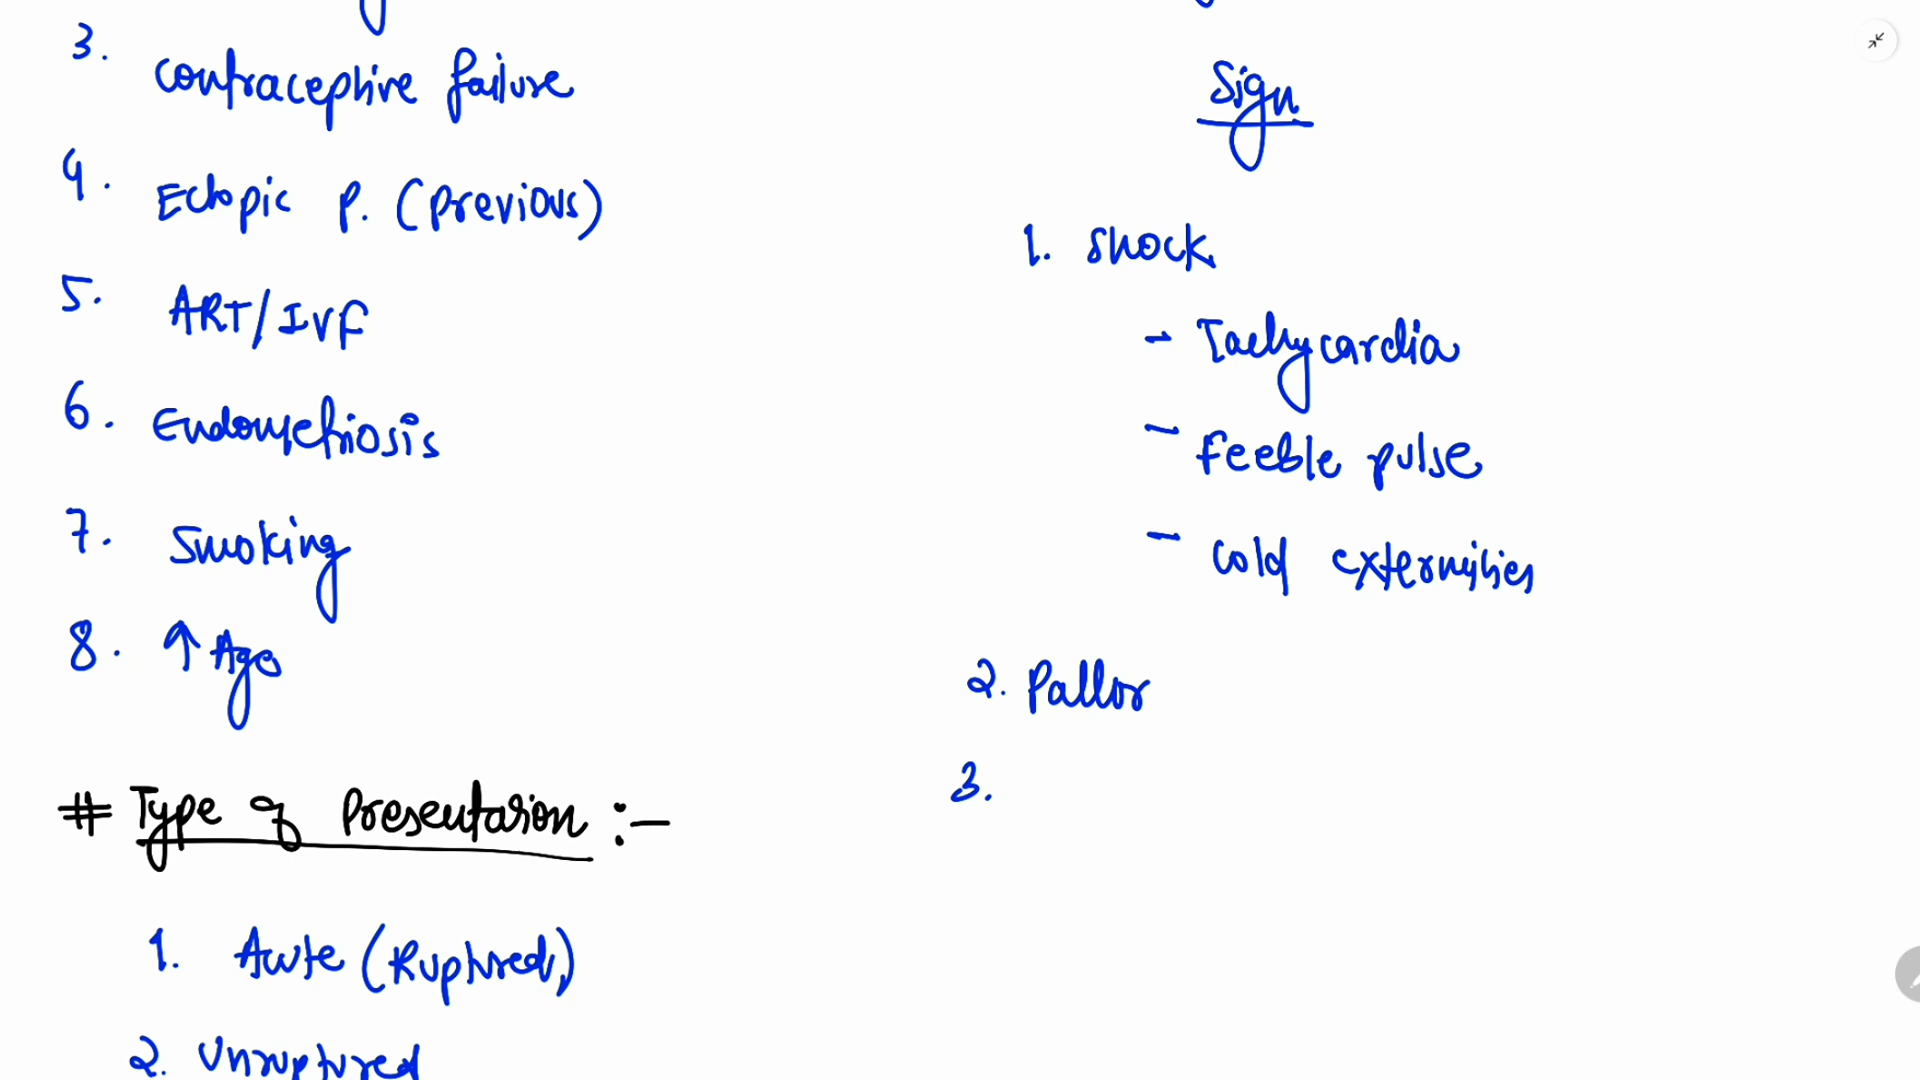 3. Contraceptive failure
4. Ectopic P. (Previous)
5. ART/IVF
6. Endometriosis
7. Smoking
8. ↑ Age
# Type of Presentation :-
1. Acute (Ruptured)
2. Unruptured
Sign
1. Shock
- Tachycardia
- Feeble pulse
- Cold externities
2. Pallor
3.